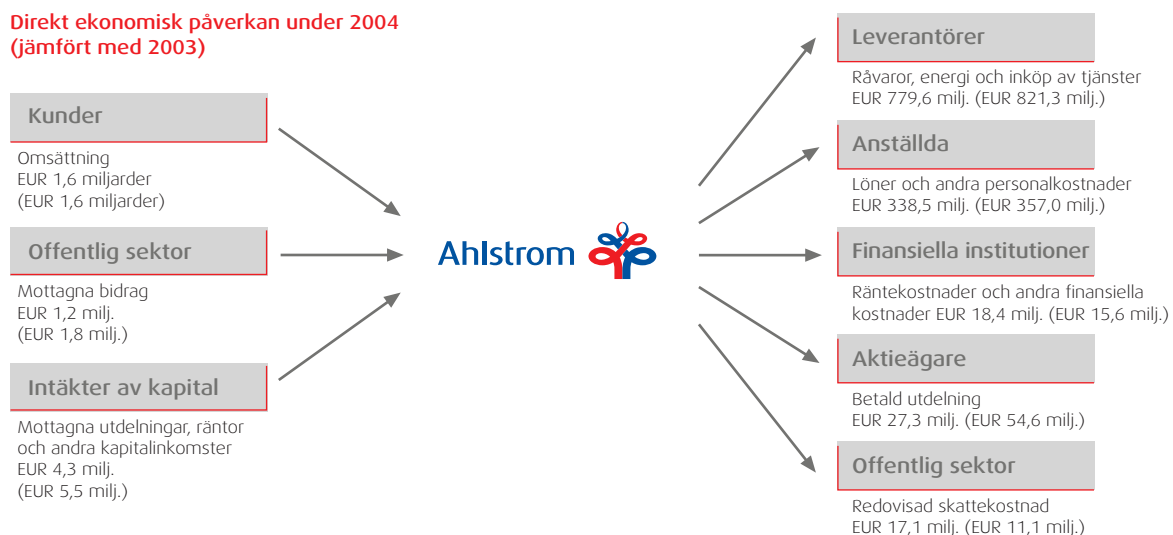 Direkt ekonomisk påverkan under 2004
(jämfört med 2003)
Kunder
Omsättning
EUR 1,6 miljarder
(EUR 1,6 miljarder)
Offentlig sektor
Mottagna bidrag
EUR 1,2 milj.
(EUR 1,8 milj.)
Intäkter av kapital
Mottagna utdelningar, räntor
och andra kapitalinkomster
EUR 4,3 milj.
(EUR 5,5 milj.)
Ahlstrom
Leverantörer
Råvaror, energi och inköp av tjänster
EUR 779,6 milj. (EUR 821,3 milj.)
Anställda
Löner och andra personalkostnader
EUR 338,5 milj. (EUR 357,0 milj.)
Finansiella institutioner
Räntekostnader och andra finansiella
kostnader EUR 18,4 milj. (EUR 15,6 milj.)
Aktieägare
Betald utdelning
EUR 27,3 milj. (EUR 54,6 milj.)
Offentlig sektor
Redovisad skattekostnad
EUR 17,1 milj. (EUR 11,1 milj.)